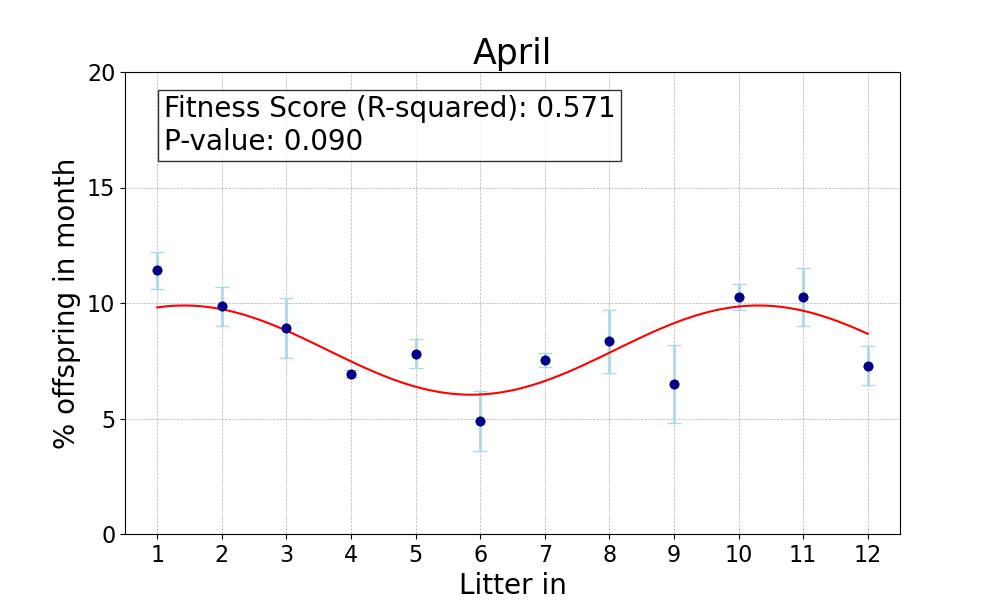 April
Fitness Score (R-squared): 0.571
P-value: 0.090
% offspring in month
20
15
10
5
0
1 2 3 4 5 6 7 8 9 10 11 12
Litter in